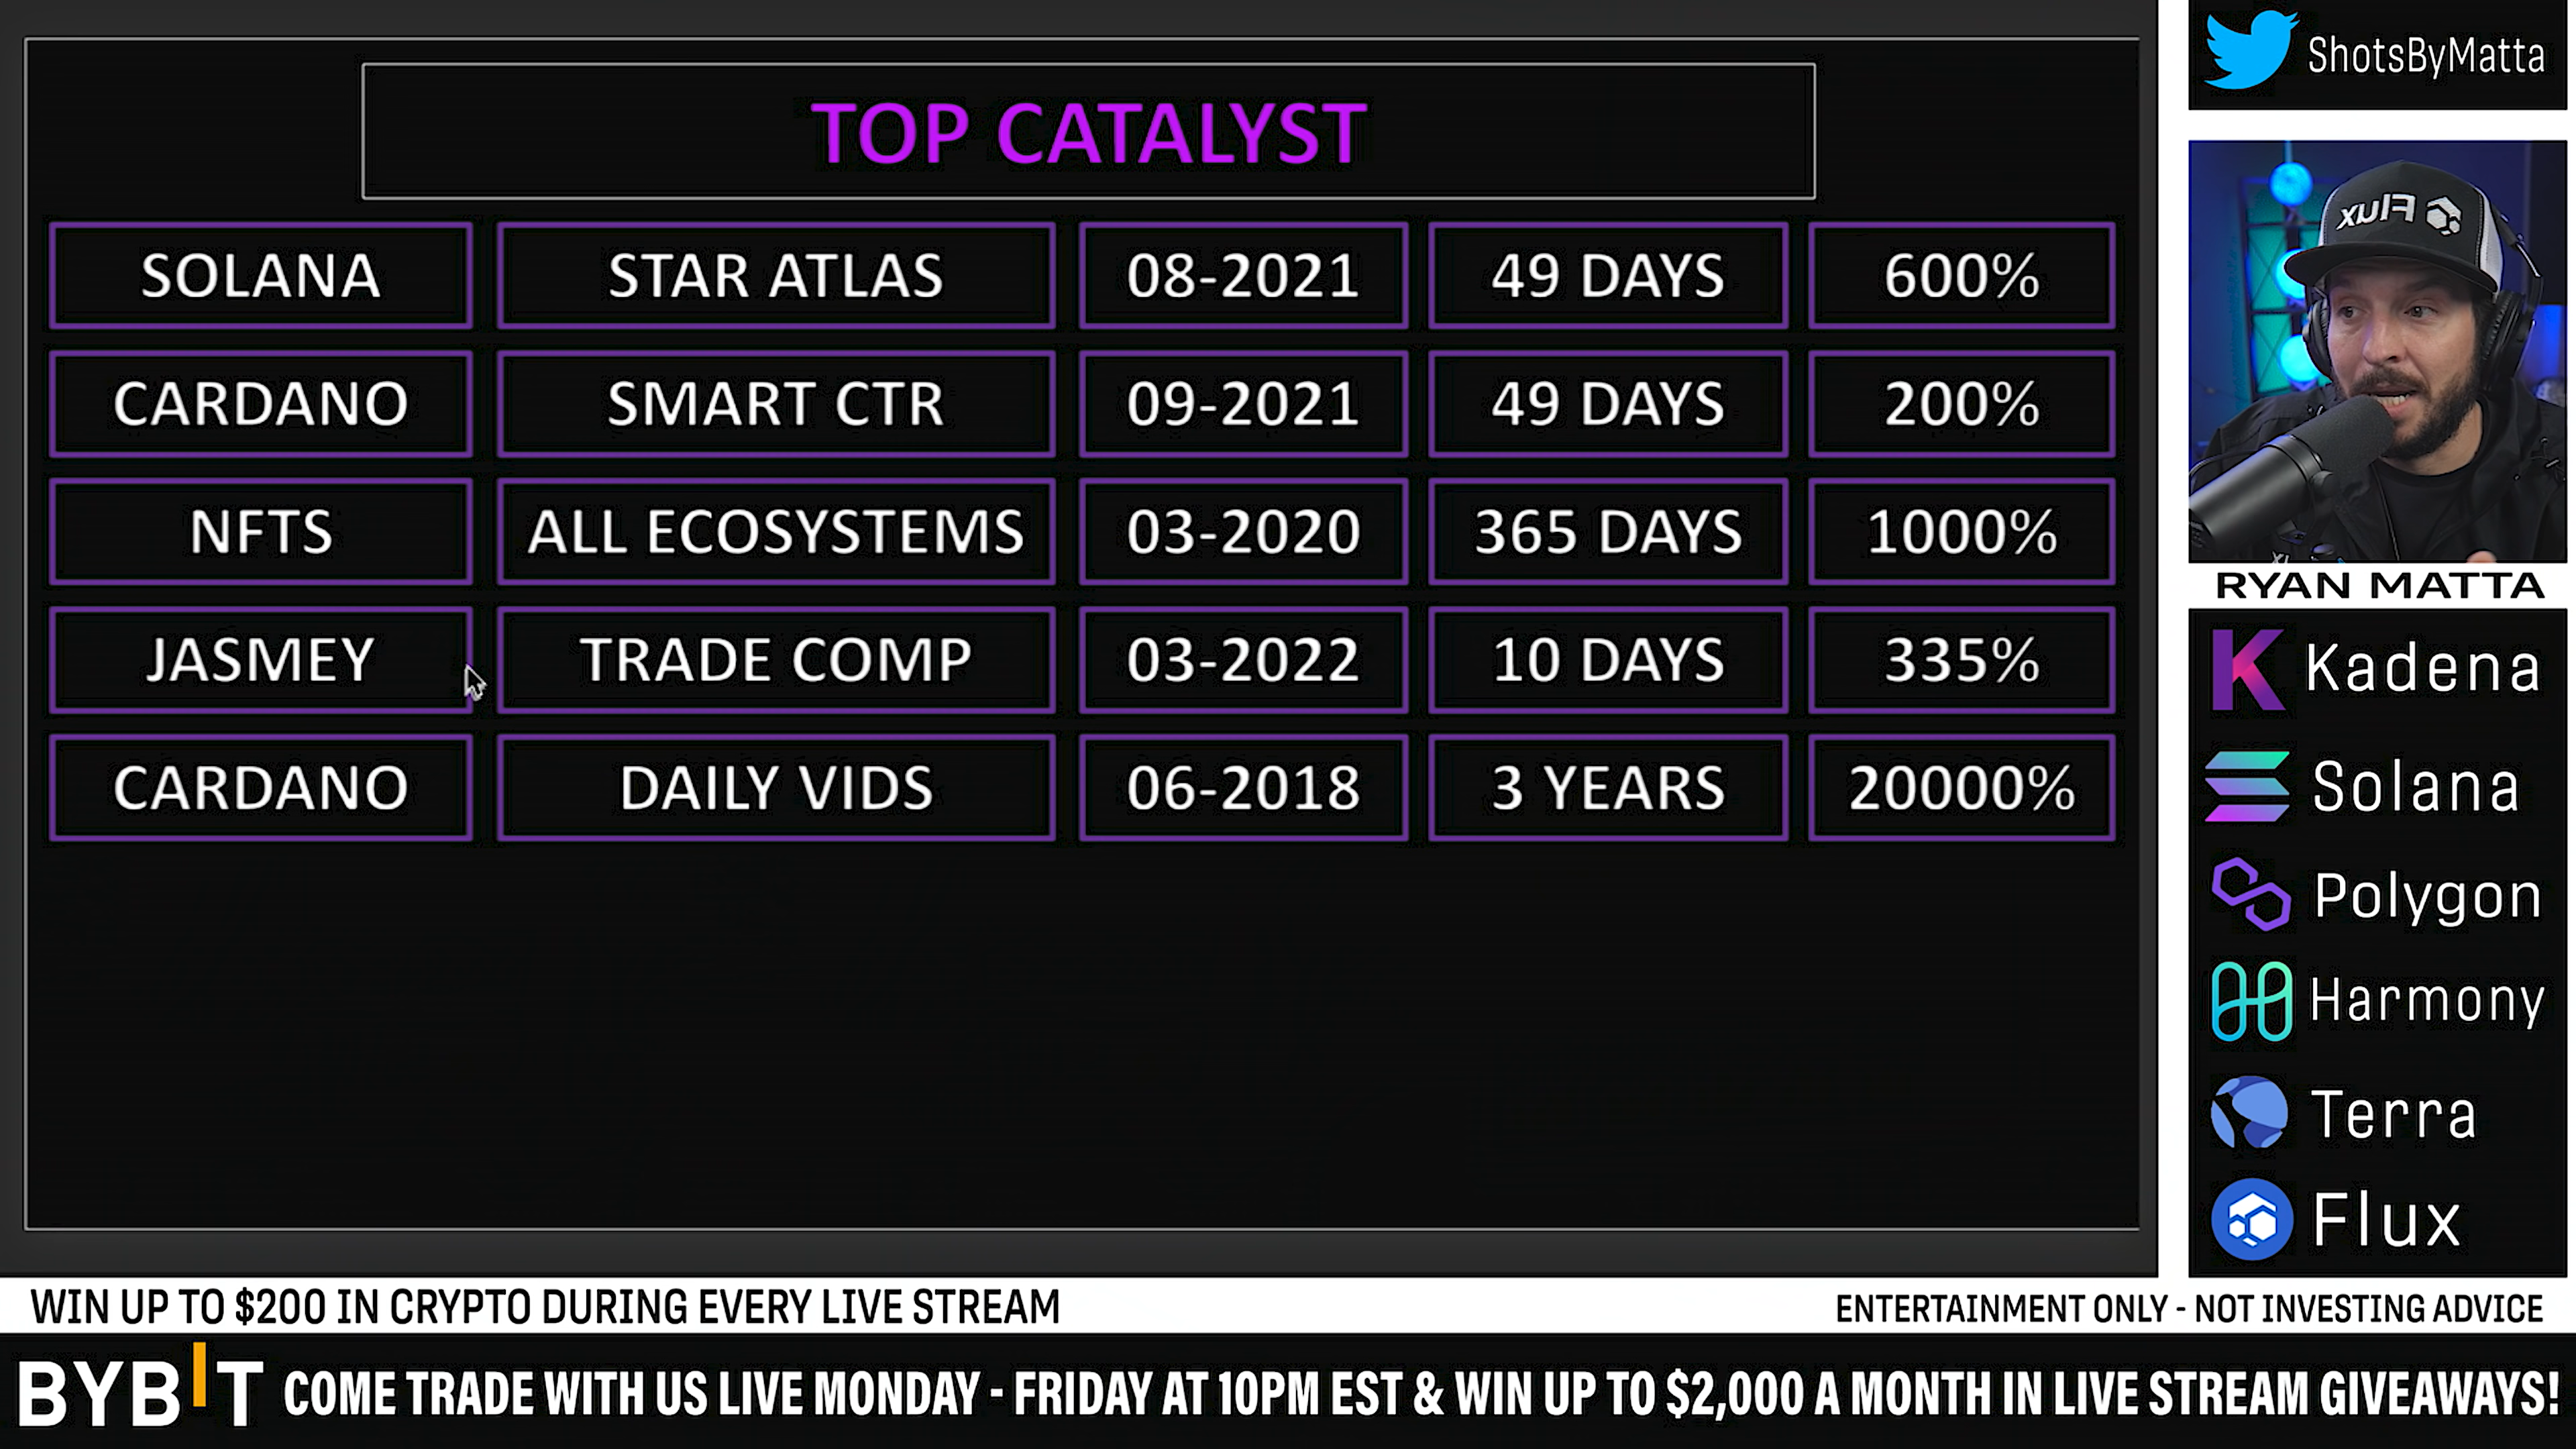 TOP CATALYST
SOLANA STAR ATLAS 08-2021 49 DAYS 600%
CARDANO SMART CTR 09-2021 49 DAYS 200%
NFTS ALL ECOSYSTEMS 03-2020 365 DAYS 1000%
JASMEY TRADE COMP 03-2022 10 DAYS 335%
CARDANO DAILY VIDS 06-2018 3 YEARS 20000%
ShotsByMatta
Flux
RYAN MATTA
Kadena
Solana
Polygon
Harmony
Terra
Flux
WIN UP TO $200 IN CRYPTO DURING EVERY LIVE STREAM
ENTERTAINMENT ONLY - NOT INVESTING ADVICE
BYBIT COME TRADE WITH US LIVE MONDAY - FRIDAY AT 10PM EST & WIN UP TO $2,000 A MONTH IN LIVE STREAM GIVEAWAYS!